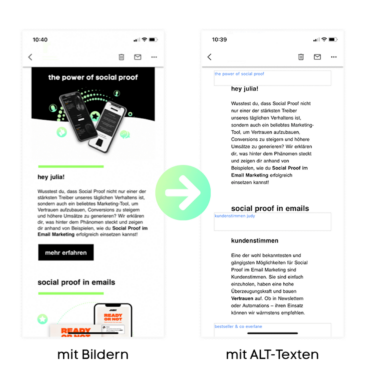 10:40
the power of social proof
hey julia!
Wusstest du, dass Social Proof nicht nur einer der
stärksten Treiber unseres täglichen Verhaltens ist,
sondern auch ein beliebtes Marketing-Tool, um
Vertrauen aufzubauen, Conversions zu steigern
und höhere Umsätze zu generieren? Wir erklären
dir, was hinter dem Phänomen steckt und zeigen
dir anhand von Beispielen, wie du Social Proof im
Email Marketing erfolgreich einsetzen kannst!
mehr erfahren
social proof in emails
READY
OR NOT
10:39
the power of social proof
hey julia!
Wusstest du, dass Social Proof nicht
nur einer der stärksten Treiber
unseres täglichen Verhaltens ist,
sondern auch ein beliebtes Marketing-
Tool, um Vertrauen aufzubauen,
Conversions zu steigern und höhere
Umsätze zu generieren? Wir erklären
dir, was hinter dem Phänomen steckt
und zeigen dir anhand von
Beispielen, wie du Social Proof im
Email Marketing erfolgreich
einsetzen kannst!
social proof in emails
kundenstimmen judy
kundenstimmen
Eine der wohl bekanntesten und
gängigsten Möglichkeiten für Social
Proof im Email Marketing sind
Kundenstimmen. Sie sind einfach
einzuholen, haben eine hohe
Überzeugungskraft und bauen
Vertrauen auf. Ob in Newslettern
oder Automations – ihren Einsatz
können wir wärmstens empfehlen.
mit Bildern
mit ALT-Texten